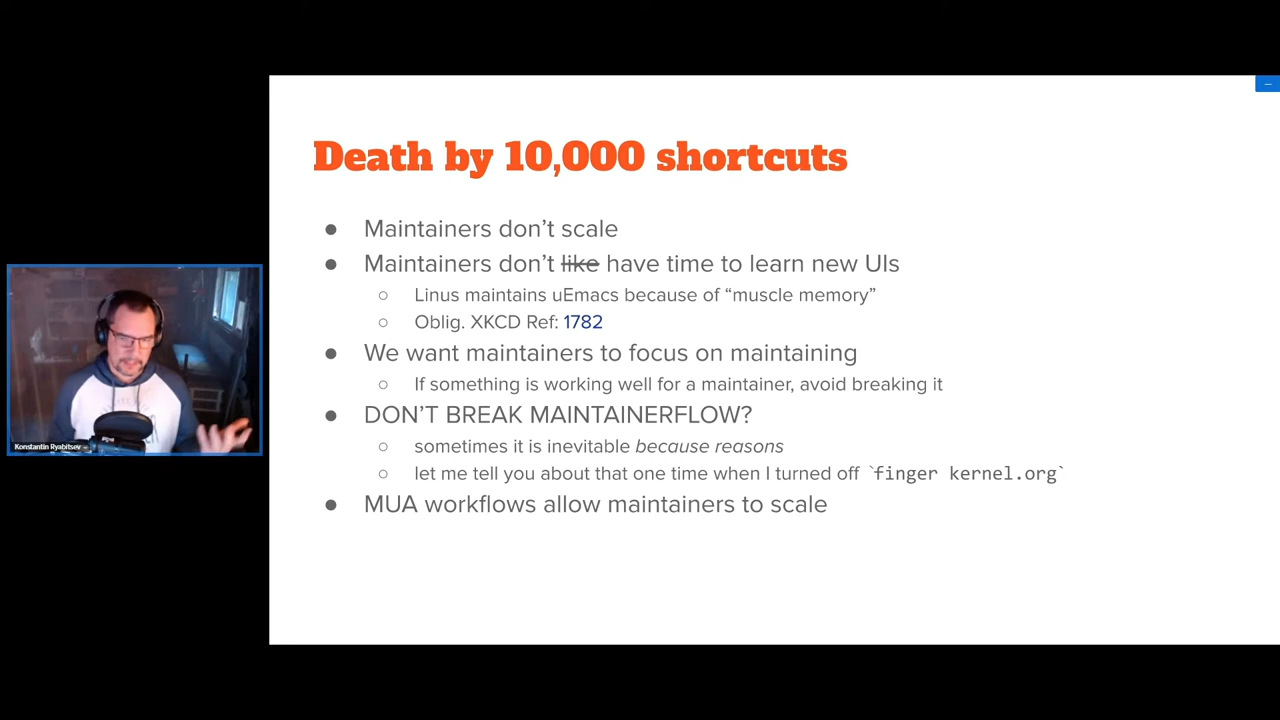 Death by 10,000 shortcuts
● Maintainers don’t scale
● Maintainers don’t like have time to learn new UIs
○ Linus maintains uEmacs because of “muscle memory”
○ Oblig. XKCD Ref: 1782
● We want maintainers to focus on maintaining
○ If something is working well for a maintainer, avoid breaking it
● DON’T BREAK MAINTAINERFLOW?
○ sometimes it is inevitable because reasons
○ let me tell you about that one time when I turned off `finger kernel.org`
● MUA workflows allow maintainers to scale
Konstantin Ryabitsev